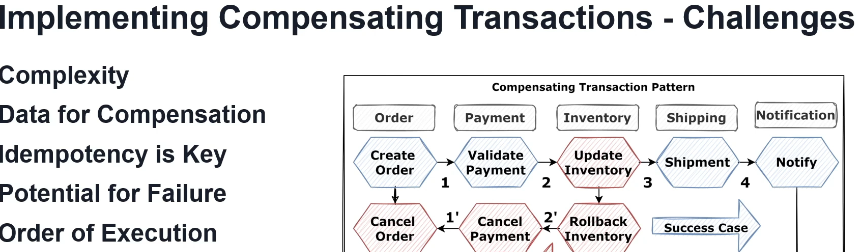 Implementing Compensating Transactions - Challenges
Complexity
Data for Compensation
Idempotency is Key
Potential for Failure
Order of Execution
Compensating Transaction Pattern
Order
Payment
Inventory
Shipping
Notification
Create
Order
1
Validate
Payment
2
Update
Inventory
3
Shipment
4
Notify
Cancel
Order
1'
Cancel
Payment
2'
Rollback
Inventory
Success Case